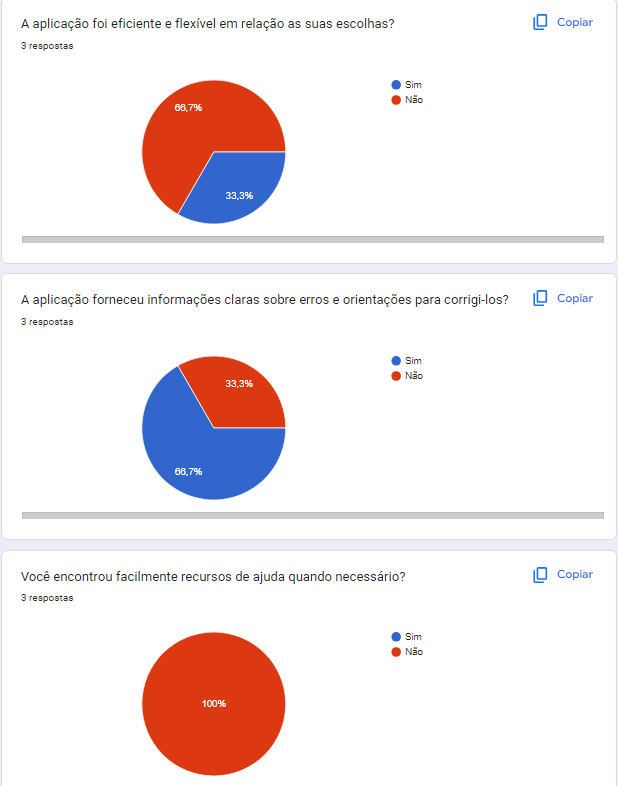 A aplicação foi eficiente e flexível em relação as suas escolhas?
Copiar
3 respostas
Sim
Não
66,7%
33,3%
A aplicação forneceu informações claras sobre erros e orientações para corrigi-los?
Copiar
3 respostas
Sim
Não
33,3%
66,7%
Você encontrou facilmente recursos de ajuda quando necessário?
Copiar
3 respostas
Sim
Não
100%